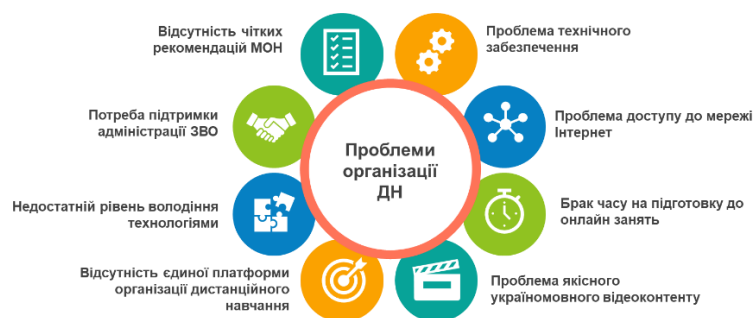 Відсутність чітких
рекомендацій МОН
Проблема технічного
забезпечення
Потреба підтримки
адміністрації ЗВО
Проблема доступу до мережі
Інтернет
Проблеми
організації
ДН
Недостатній рівень володіння
технологіями
Брак часу на підготовку до
онлайн занять
Відсутність єдиної платформи
організації дистанційного
навчання
Проблема якісного
україномовного відеоконтенту